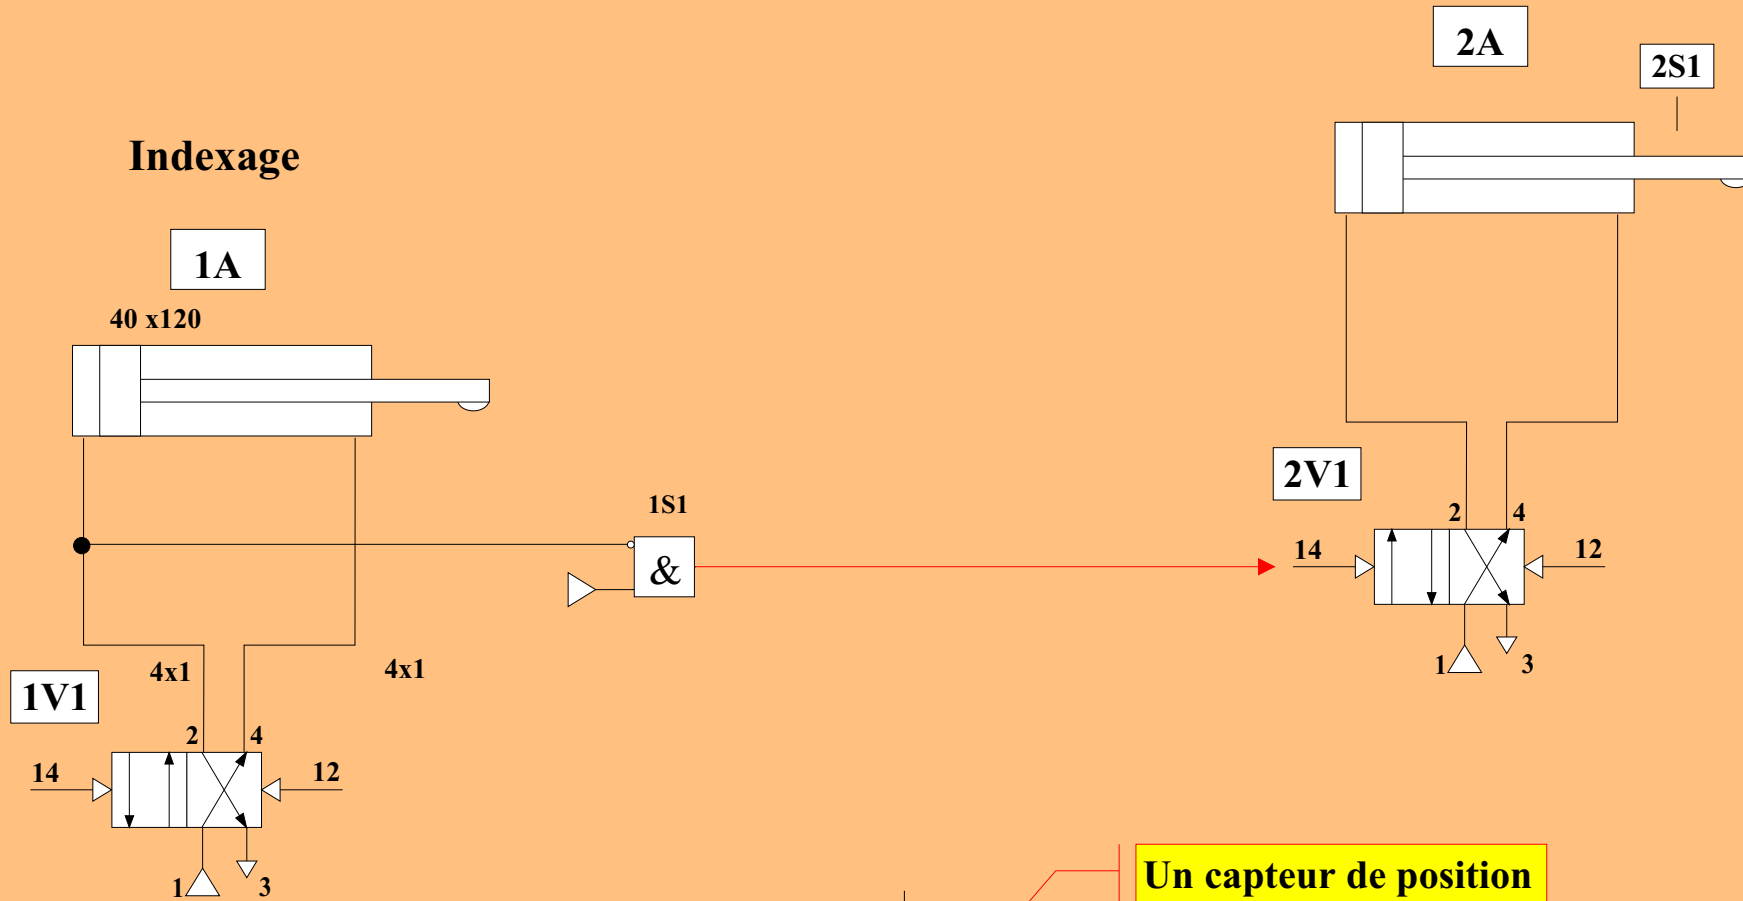 2A
2S1
Indexage
1A
40 x120
2V1
1S1
&
2 4
14 12
1 3
4x1 4x1
1V1
2 4
14 12
1 3
Un capteur de position